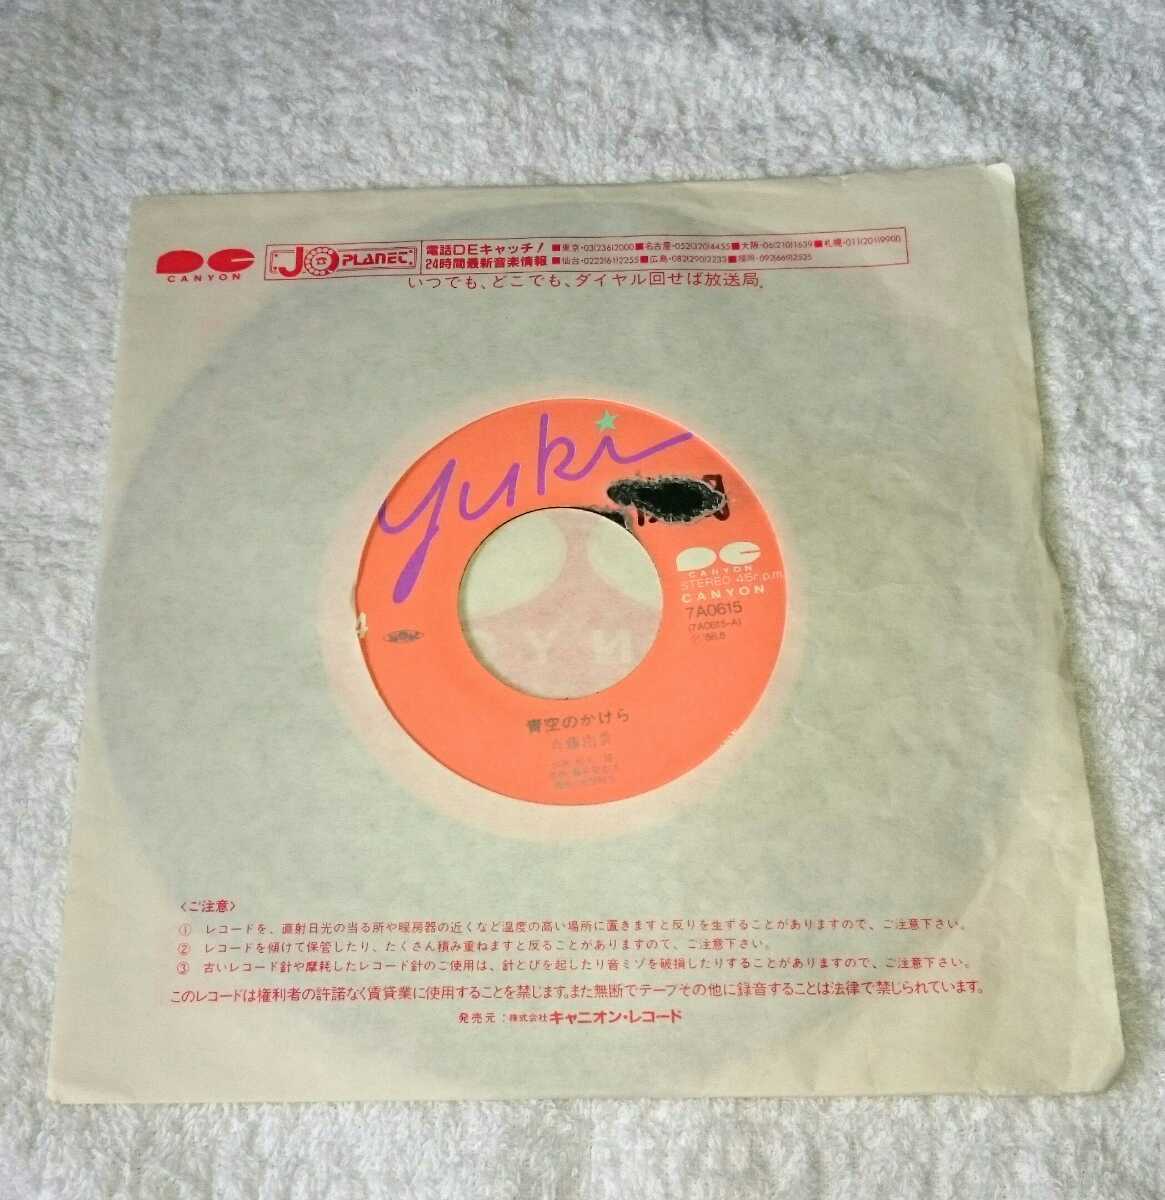 CANYON
JO PLANET
電話DEキャッチ!
24時間最新音楽情報
■東京・03(236)2000■名古屋・052(320)4455■大阪・06(210)1639■札幌・011(201)9900
■仙台・0222(61)2255■広島・082(290)2235■福岡・092(669)2525
いつでも、どこでも、ダイヤル回せば放送局。
yuki
CANYON
STEREO 45r.p.m.
CANYON
7A0615
(7A0615-A)
青空のかけら
〈ご注意〉
① レコードを、直射日光の当る所や暖房器の近くなど温度の高い場所に置きますと反りを生ずることがありますので、ご注意下さい。
② レコードを傾けて保管したり、たくさん積み重ねますと反ることがありますので、ご注意下さい。
③ 古いレコード針や摩耗したレコード針のご使用は、針とびを起したり音ミゾを破損したりすることがありますので、ご注意下さい。
このレコードは権利者の許諾なく賃貸業に使用することを禁じます。また無断でテープその他に録音することは法律で禁じられています。
発売元:株式会社キャニオン・レコード